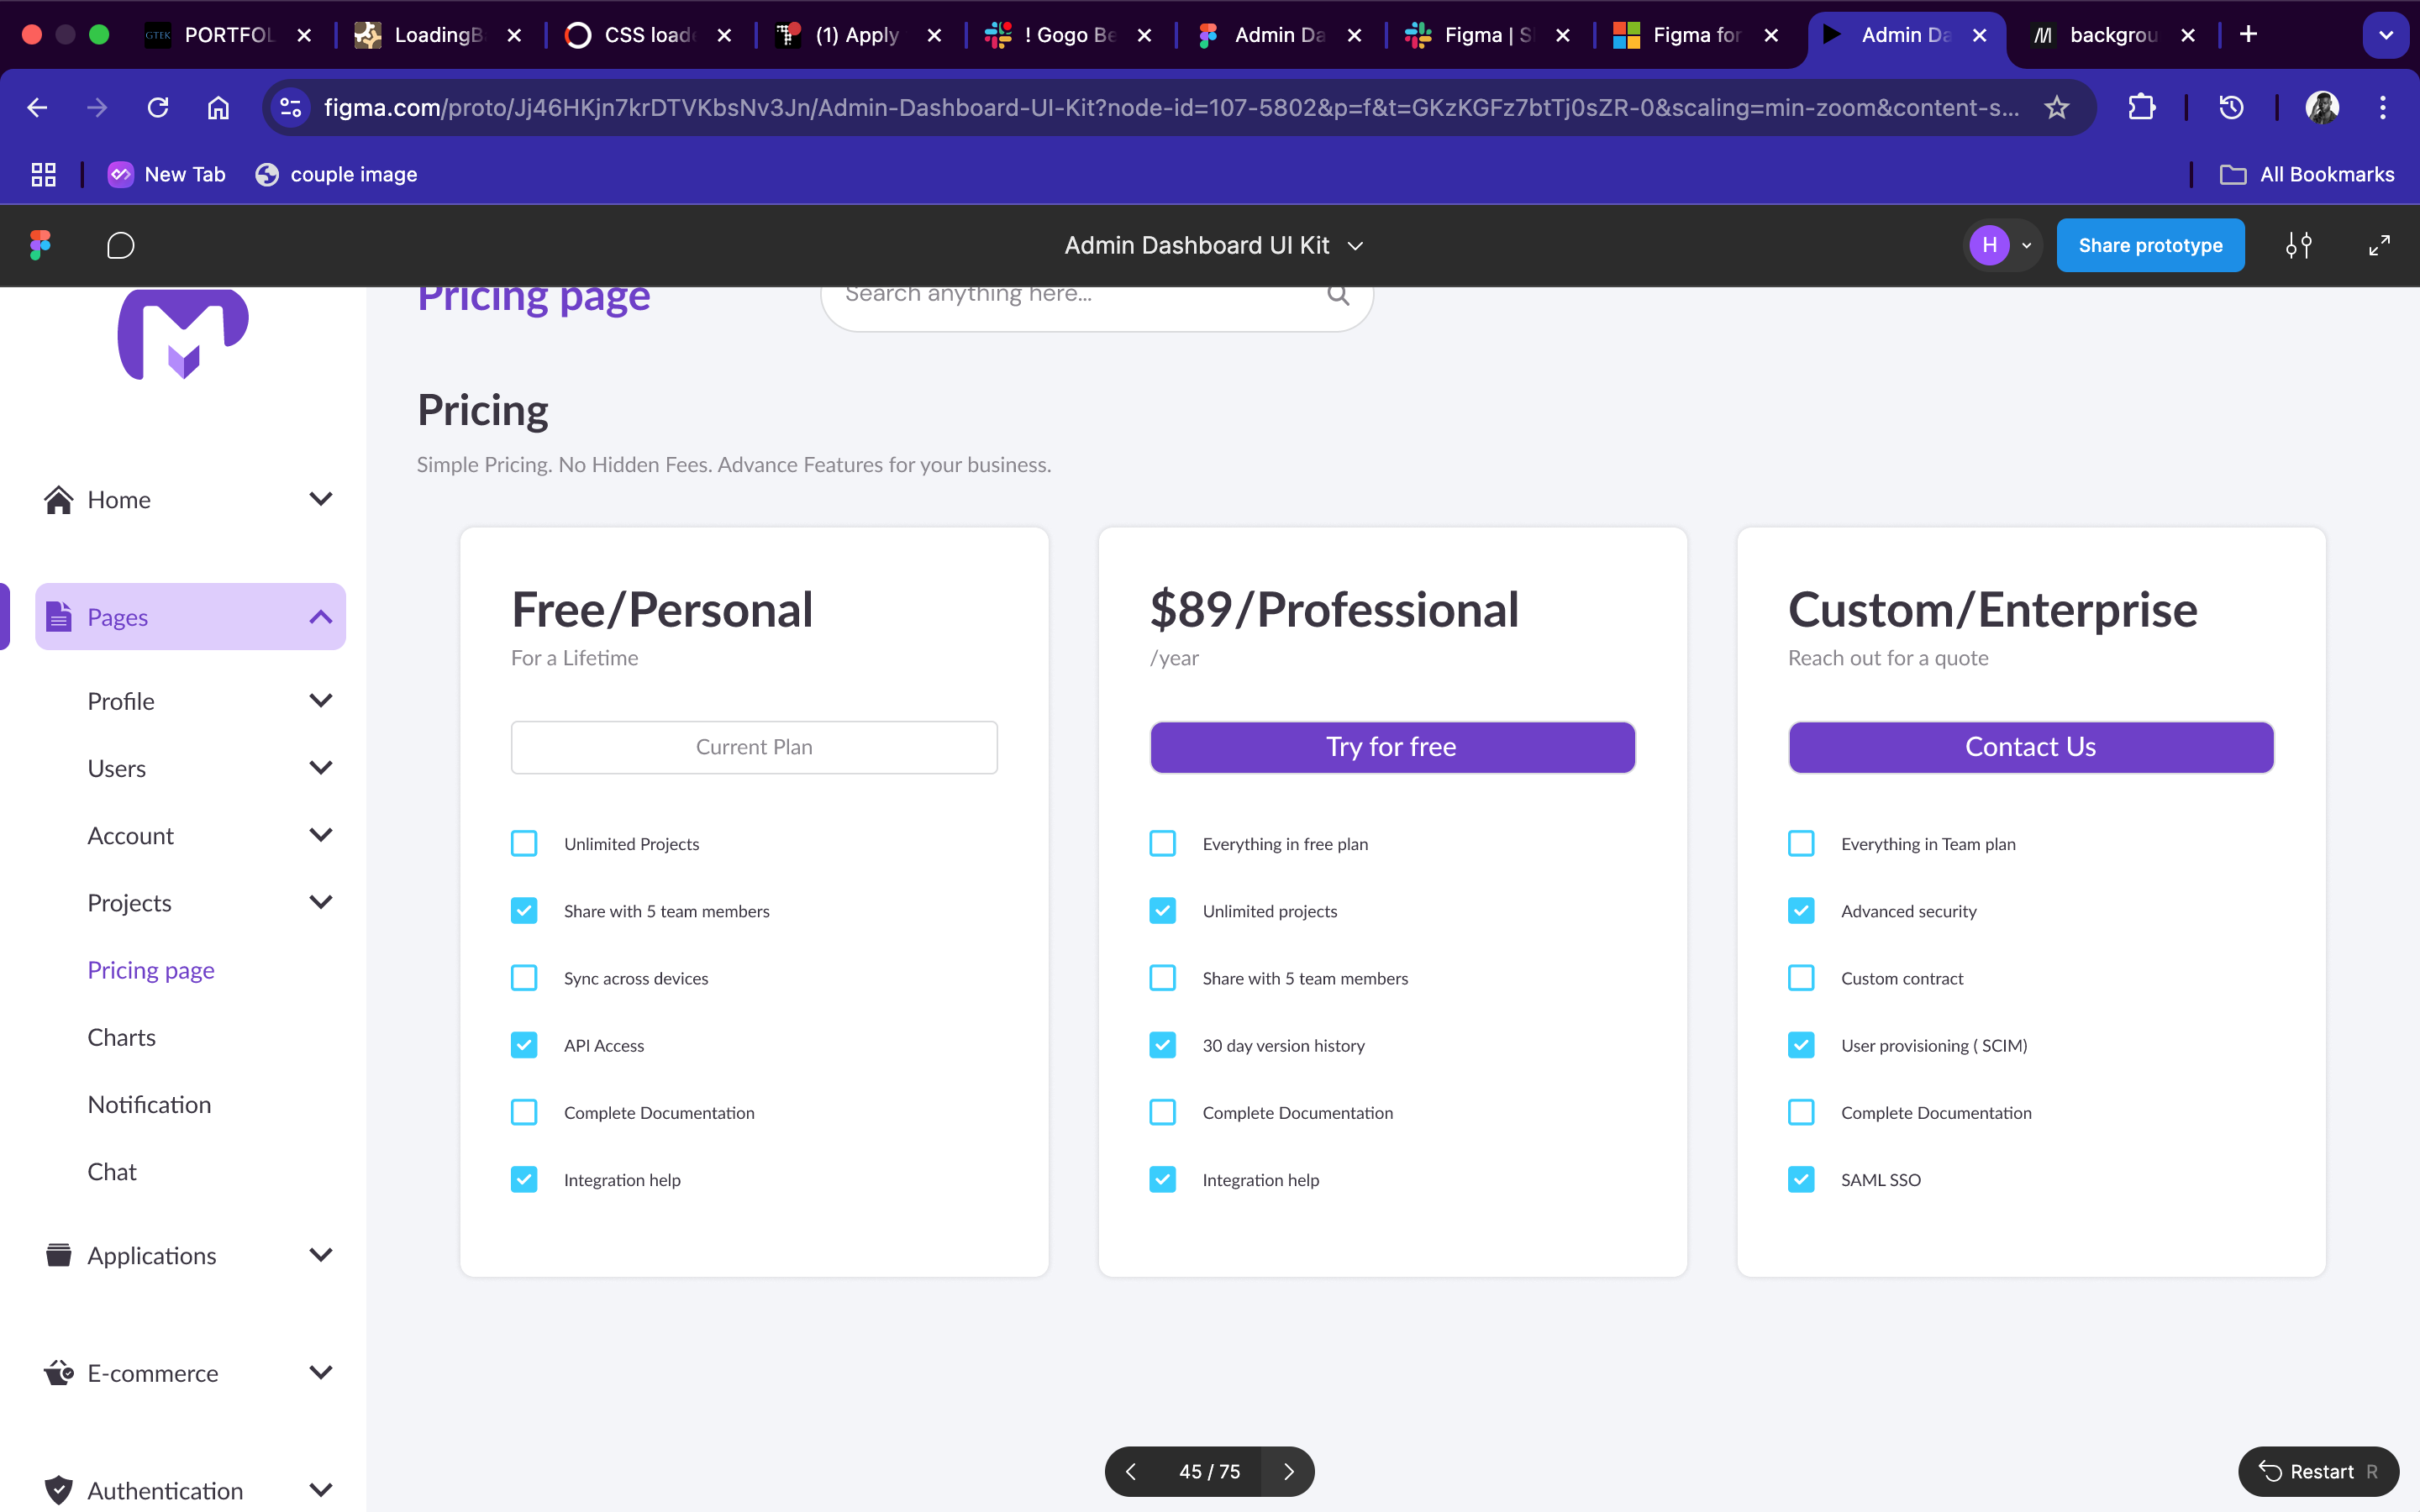 GTEK PORTFOL
LoadingB
CSS load
(1) Apply
! Gogo Be
Admin Da
Figma | S
Figma for
Admin Da
backgrou
figma.com/proto/Jj46HKjn7krDTVKbsNv3Jn/Admin-Dashboard-UI-Kit?node-id=107-5802&p=f&t=GKzKGFz7btTj0sZR-0&scaling=min-zoom&content-s...
New Tab
couple image
All Bookmarks
Admin Dashboard UI Kit
H
Share prototype
Pricing page
Search anything here...
Pricing
Simple Pricing. No Hidden Fees. Advance Features for your business.
Home
Pages
Profile
Users
Account
Projects
Pricing page
Charts
Notification
Chat
Applications
E-commerce
Authentication
Free/Personal
For a Lifetime
Current Plan
Unlimited Projects
Share with 5 team members
Sync across devices
API Access
Complete Documentation
Integration help
$89/Professional
/year
Try for free
Everything in free plan
Unlimited projects
Share with 5 team members
30 day version history
Complete Documentation
Integration help
Custom/Enterprise
Reach out for a quote
Contact Us
Everything in Team plan
Advanced security
Custom contract
User provisioning ( SCIM)
Complete Documentation
SAML SSO
45 / 75
Restart R